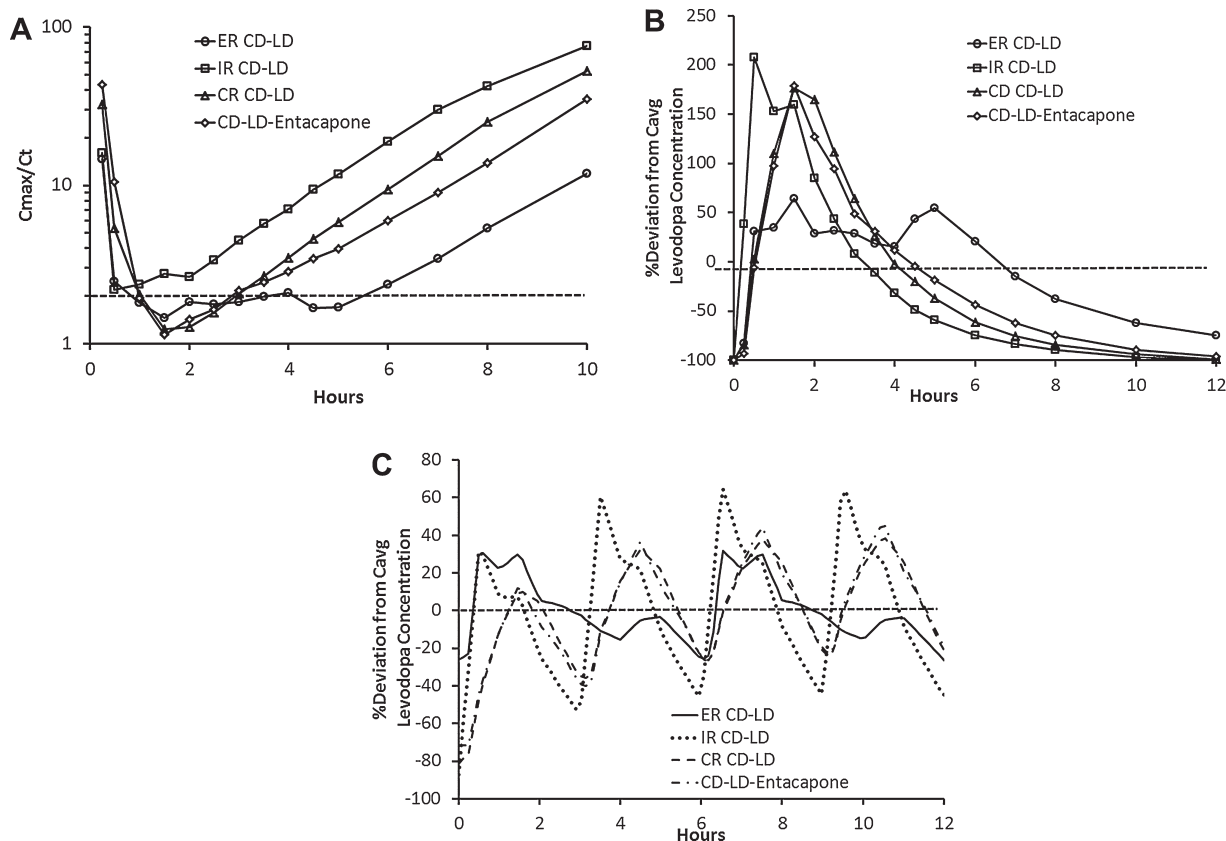 A
100
10
1
Cmax/Ct
ER CD-LD
IR CD-LD
CR CD-LD
CD-LD-Entacapone
0 2 4 6 8 10
Hours
B
250
200
150
100
50
0
-50
-100
%Deviation from Cavg
Levodopa Concentration
ER CD-LD
IR CD-LD
CD CD-LD
CD-LD-Entacapone
0 2 4 6 8 10 12
Hours
C
80
60
40
20
0
-20
-40
-60
-80
-100
%Deviation from Cavg
Levodopa Concentration
ER CD-LD
IR CD-LD
CR CD-LD
CD-LD-Entacapone
0 2 4 6 8 10 12
Hours